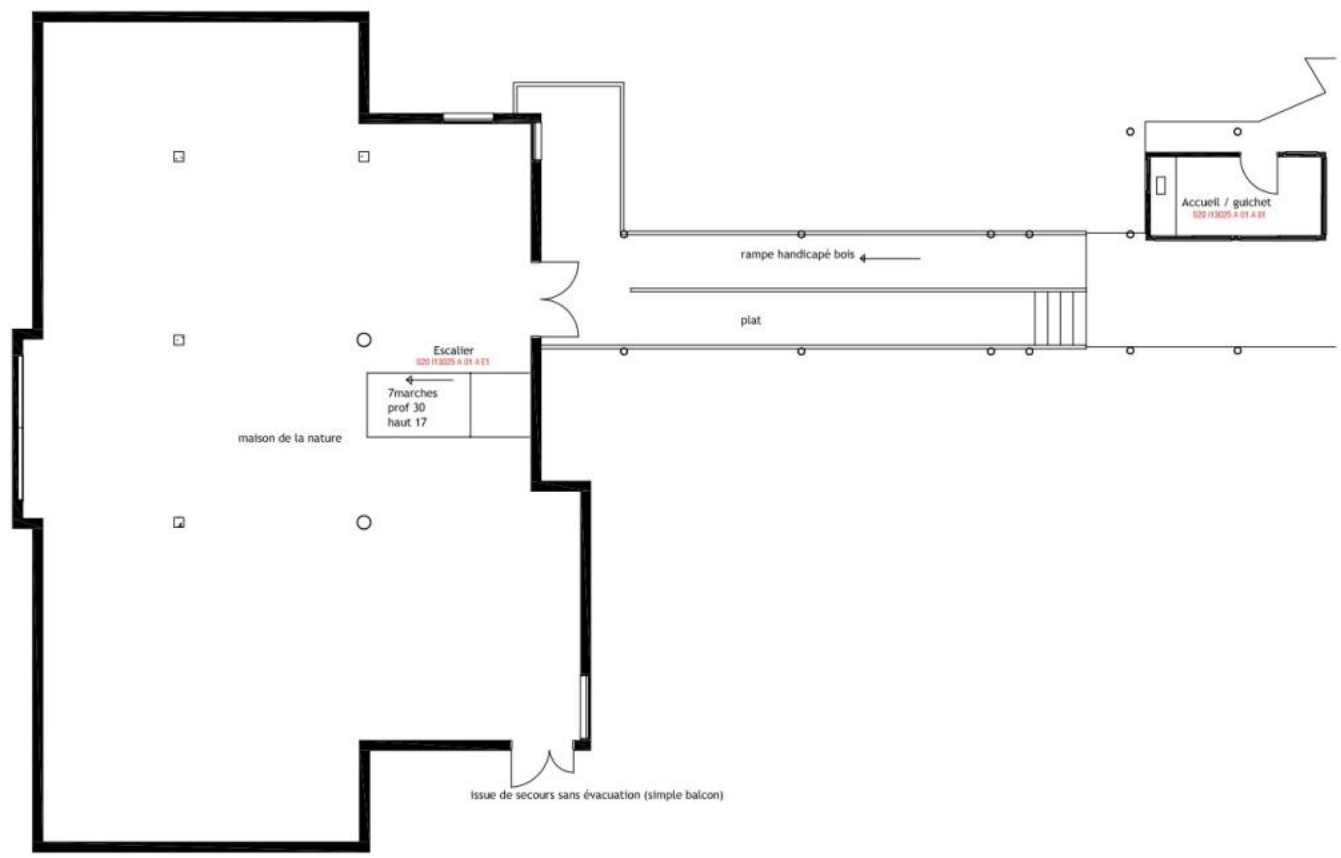 Accueil / guichet
S20 I13025 A 01 A 01
rampe handicapé bois
plat
Escalier
S20 I13025 A 01 A E1
7marches
prof 30
haut 17
maison de la nature
issue de secours sans évacuation (simple balcon)